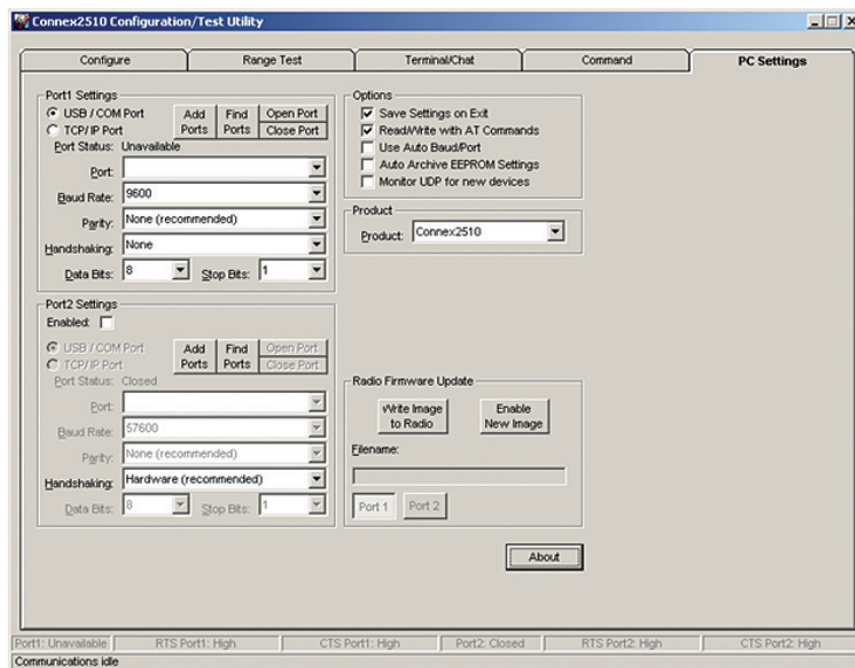 Connex2510 Configuration/Test Utility
Configure
Range Test
Terminal/Chat
Command
PC Settings
Port1 Settings
USB / COM Port
TCP/IP Port
Add Ports
Find Ports
Open Port
Close Port
Port Status: Unavailable
Port:
Baud Rate: 9600
Parity: None (recommended)
Handshaking: None
Data Bits: 8
Stop Bits: 1
Port2 Settings
Enabled:
USB / COM Port
TCP/IP Port
Add Ports
Find Ports
Open Port
Close Port
Port Status: Closed
Port:
Baud Rate: 57600
Parity: None (recommended)
Handshaking: Hardware (recommended)
Data Bits: 8
Stop Bits: 1
Options
Save Settings on Exit
Read/Write with AT Commands
Use Auto Baud/Port
Auto Archive EEPROM Settings
Monitor UDP for new devices
Product
Product: Connex2510
Radio Firmware Update
Write Image to Radio
Enable New Image
Filename:
Port 1
Port 2
About
Port1: Unavailable
RTS Port1: High
CTS Port1: High
Port2: Closed
RTS Port2: High
CTS Port2: High
Communications idle